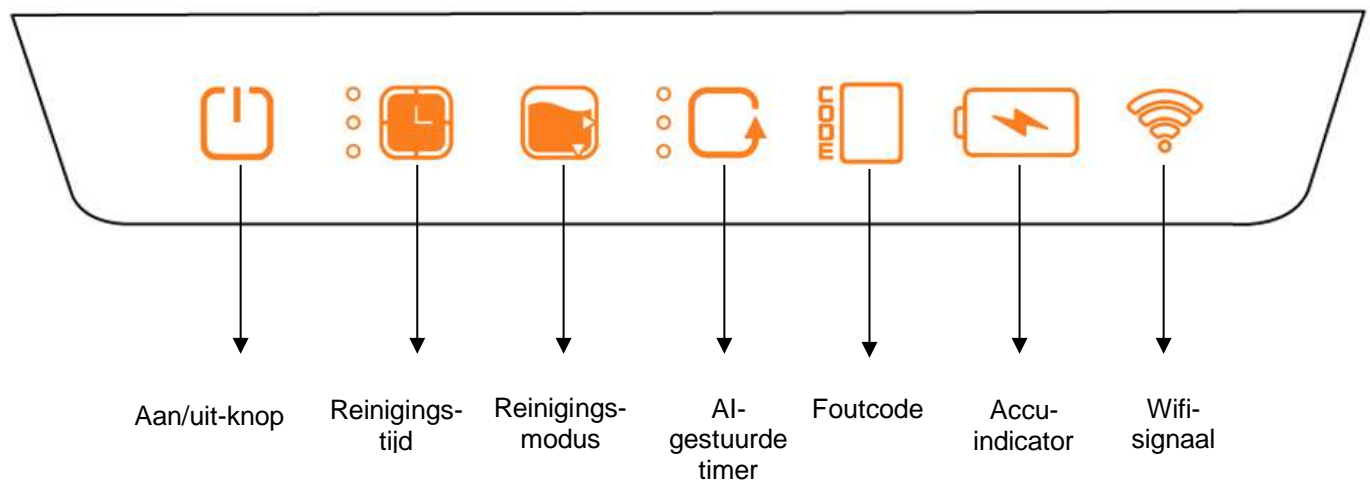 CODE
Aan/uit-knop
Reinigings-
tijd
Reinigings-
modus
AI-
gestuurde
timer
Foutcode
Accu-
indicator
Wifi-
signaal